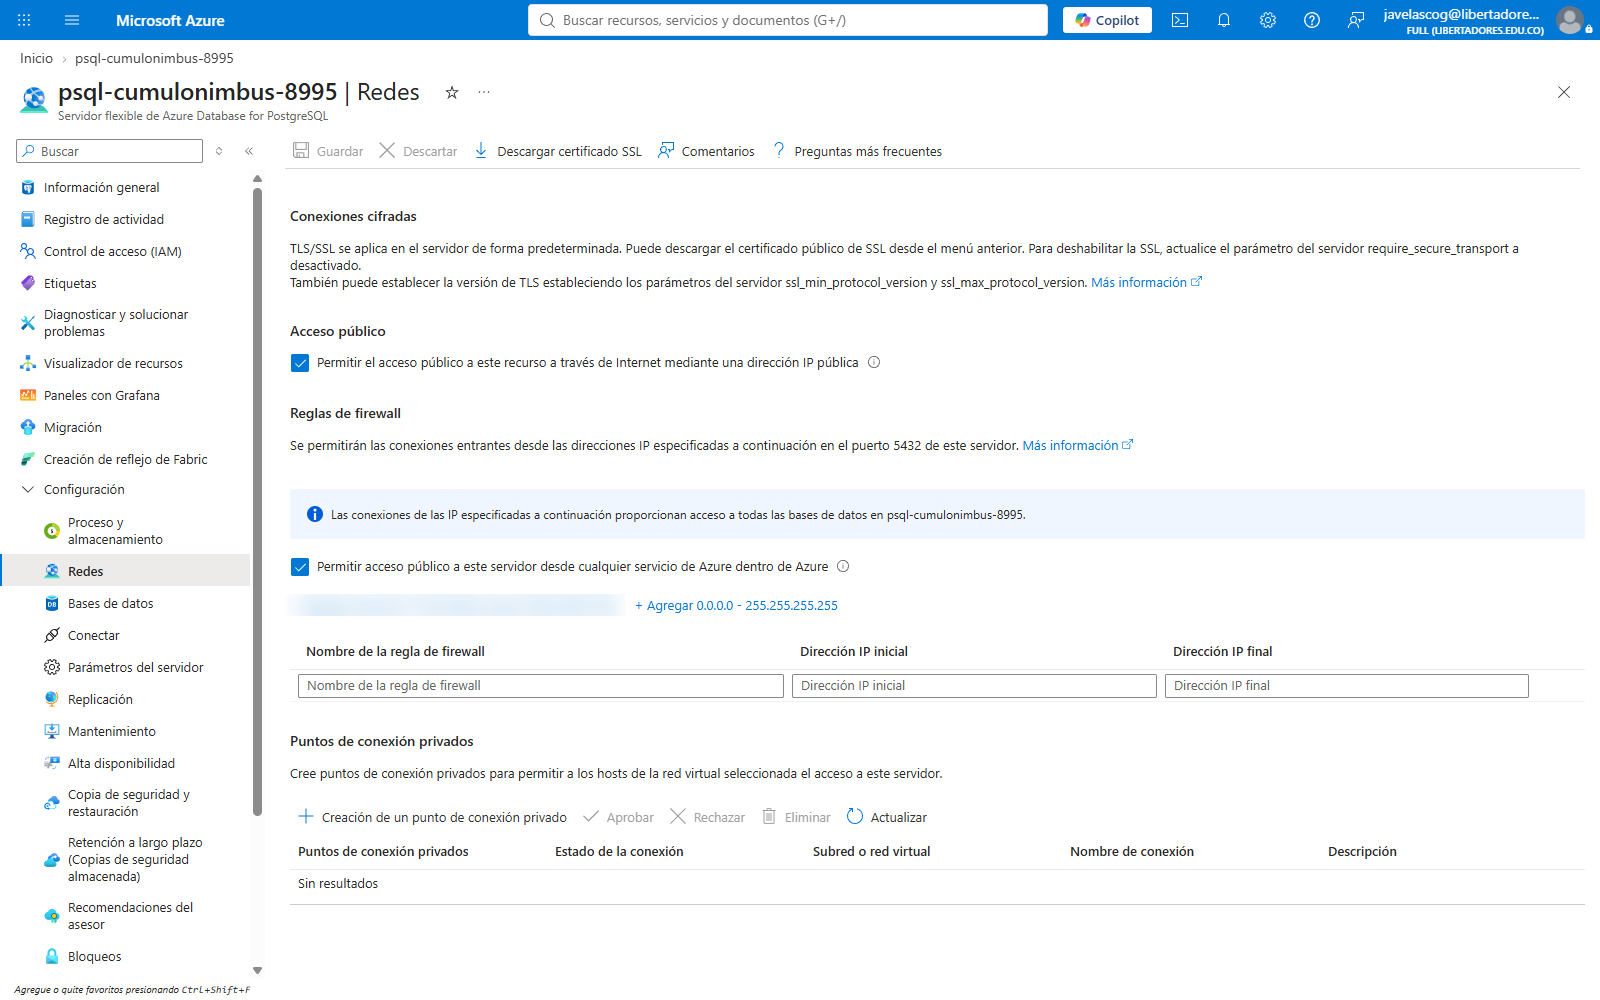 Microsoft Azure
Buscar recursos, servicios y documentos (G+/)
Copilot
javelascog@libertadore...
FULL (LIBERTADORES.EDU.CO)
Inicio › psql-cumulonimbus-8995
psql-cumulonimbus-8995 | Redes
Servidor flexible de Azure Database for PostgreSQL
Buscar
Información general
Registro de actividad
Control de acceso (IAM)
Etiquetas
Diagnosticar y solucionar
problemas
Visualizador de recursos
Paneles con Grafana
Migración
Creación de reflejo de Fabric
Configuración
Proceso y
almacenamiento
Redes
Bases de datos
Conectar
Parámetros del servidor
Replicación
Mantenimiento
Alta disponibilidad
Copia de seguridad y
restauración
Retención a largo plazo
(Copias de seguridad
almacenada)
Recomendaciones del
asesor
Bloqueos
Agregue o quite favoritos presionando Ctrl+Shift+F
Guardar Descartar Descargar certificado SSL Comentarios Preguntas más frecuentes
Conexiones cifradas
TLS/SSL se aplica en el servidor de forma predeterminada. Puede descargar el certificado público de SSL desde el menú anterior. Para deshabilitar la SSL, actualice el parámetro del servidor require_secure_transport a
desactivado.
También puede establecer la versión de TLS estableciendo los parámetros del servidor ssl_min_protocol_version y ssl_max_protocol_version. Más información
Acceso público
Permitir el acceso público a este recurso a través de Internet mediante una dirección IP pública
Reglas de firewall
Se permitirán las conexiones entrantes desde las direcciones IP especificadas a continuación en el puerto 5432 de este servidor. Más información
Las conexiones de las IP especificadas a continuación proporcionan acceso a todas las bases de datos en psql-cumulonimbus-8995.
Permitir acceso público a este servidor desde cualquier servicio de Azure dentro de Azure
+ Agregar 0.0.0.0 - 255.255.255.255
Nombre de la regla de firewall Dirección IP inicial Dirección IP final
Nombre de la regla de firewall Dirección IP inicial Dirección IP final
Puntos de conexión privados
Cree puntos de conexión privados para permitir a los hosts de la red virtual seleccionada el acceso a este servidor.
Creación de un punto de conexión privado Aprobar Rechazar Eliminar Actualizar
Puntos de conexión privados Estado de la conexión Subred o red virtual Nombre de conexión Descripción
Sin resultados